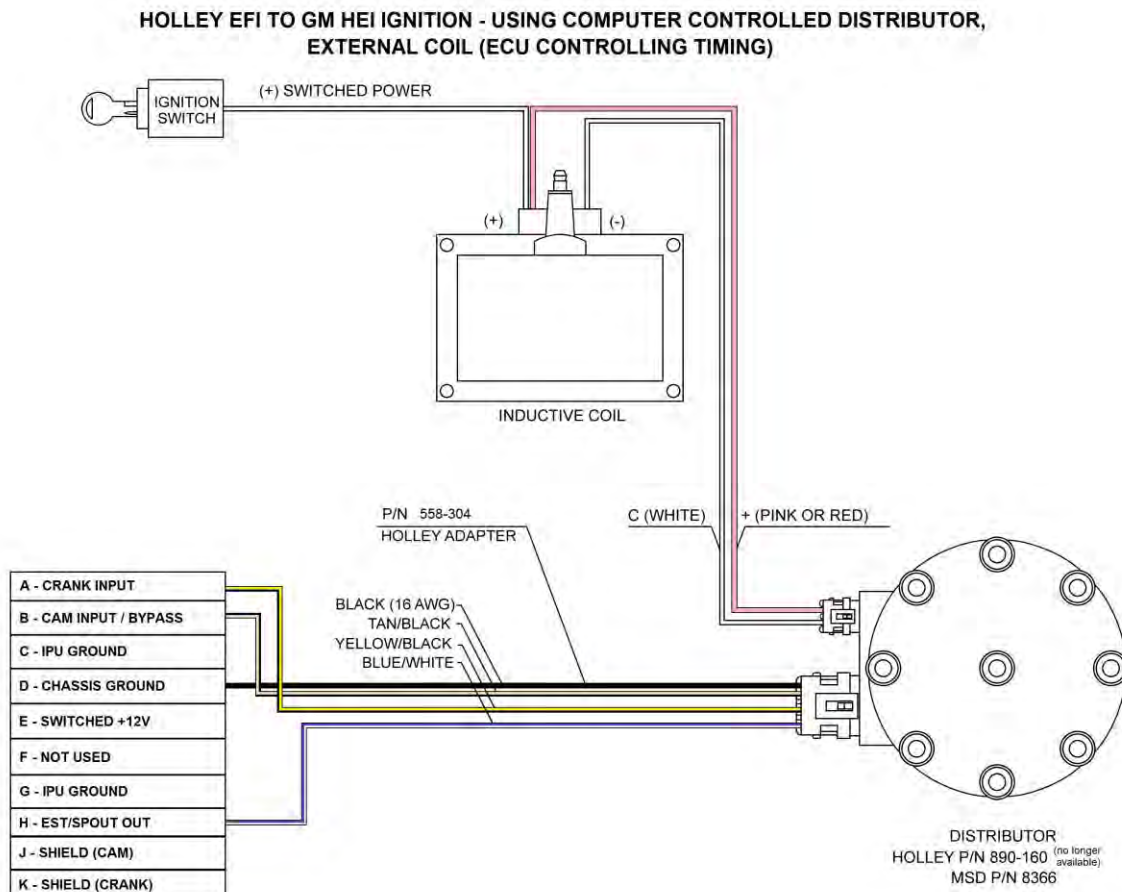 HOLLEY EFI TO GM HEI IGNITION - USING COMPUTER CONTROLLED DISTRIBUTOR,
EXTERNAL COIL (ECU CONTROLLING TIMING)
IGNITION
SWITCH
(+) SWITCHED POWER
(+)
(-)
INDUCTIVE COIL
P/N 558-304
HOLLEY ADAPTER
C (WHITE)
+ (PINK OR RED)
BLACK (16 AWG)
TAN/BLACK
YELLOW/BLACK
BLUE/WHITE
A - CRANK INPUT
B - CAM INPUT / BYPASS
C - IPU GROUND
D - CHASSIS GROUND
E - SWITCHED +12V
F - NOT USED
G - IPU GROUND
H - EST/SPOUT OUT
J - SHIELD (CAM)
K - SHIELD (CRANK)
DISTRIBUTOR
HOLLEY P/N 890-160 (no longer available)
MSD P/N 8366